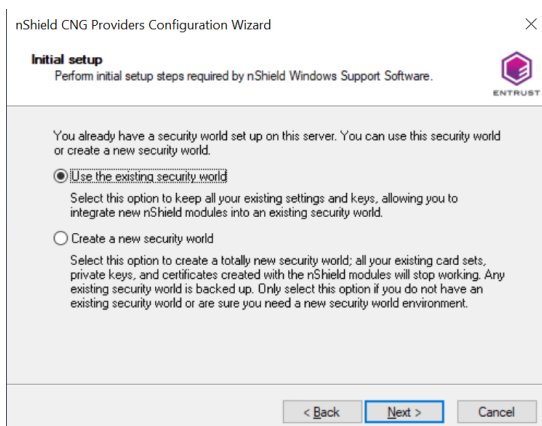 nShield CNG Providers Configuration Wizard
Initial setup
Perform initial setup steps required by nShield Windows Support Software.
ENTRUST
You already have a security world set up on this server. You can use this security world
or create a new security world.
Use the existing security world
Select this option to keep all your existing settings and keys, allowing you to
integrate new nShield modules into an existing security world.
Create a new security world
Select this option to create a totally new security world; all your existing card sets,
private keys, and certificates created with the nShield modules will stop working. Any
existing security world is backed up. Only select this option if you do not have an
existing security world or are sure you need a new security world environment.
< Back Next > Cancel